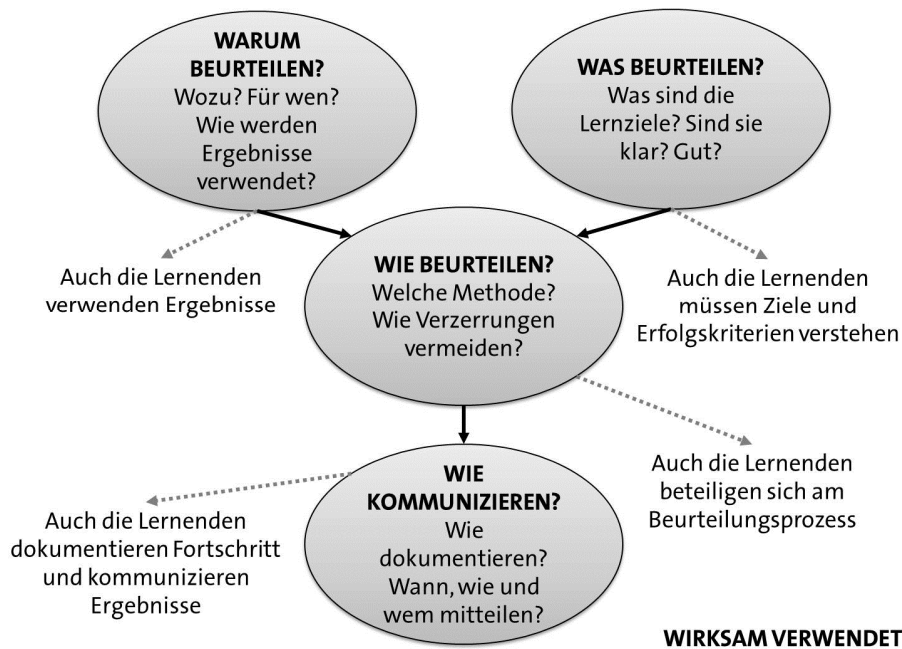 WARUM
BEURTEILEN?
Wozu? Für wen?
Wie werden
Ergebnisse
verwendet?
WAS BEURTEILEN?
Was sind die
Lernziele? Sind sie
klar? Gut?
Auch die Lernenden
verwenden Ergebnisse
WIE BEURTEILEN?
Welche Methode?
Wie Verzerrungen
vermeiden?
Auch die Lernenden
müssen Ziele und
Erfolgskriterien verstehen
Auch die Lernenden
beteiligen sich am
Beurteilungsprozess
WIE
KOMMUNIZIEREN?
Wie
dokumentieren?
Wann, wie und
wem mitteilen?
Auch die Lernenden
dokumentieren Fortschritt
und kommunizieren
Ergebnisse
WIRKSAM VERWENDET